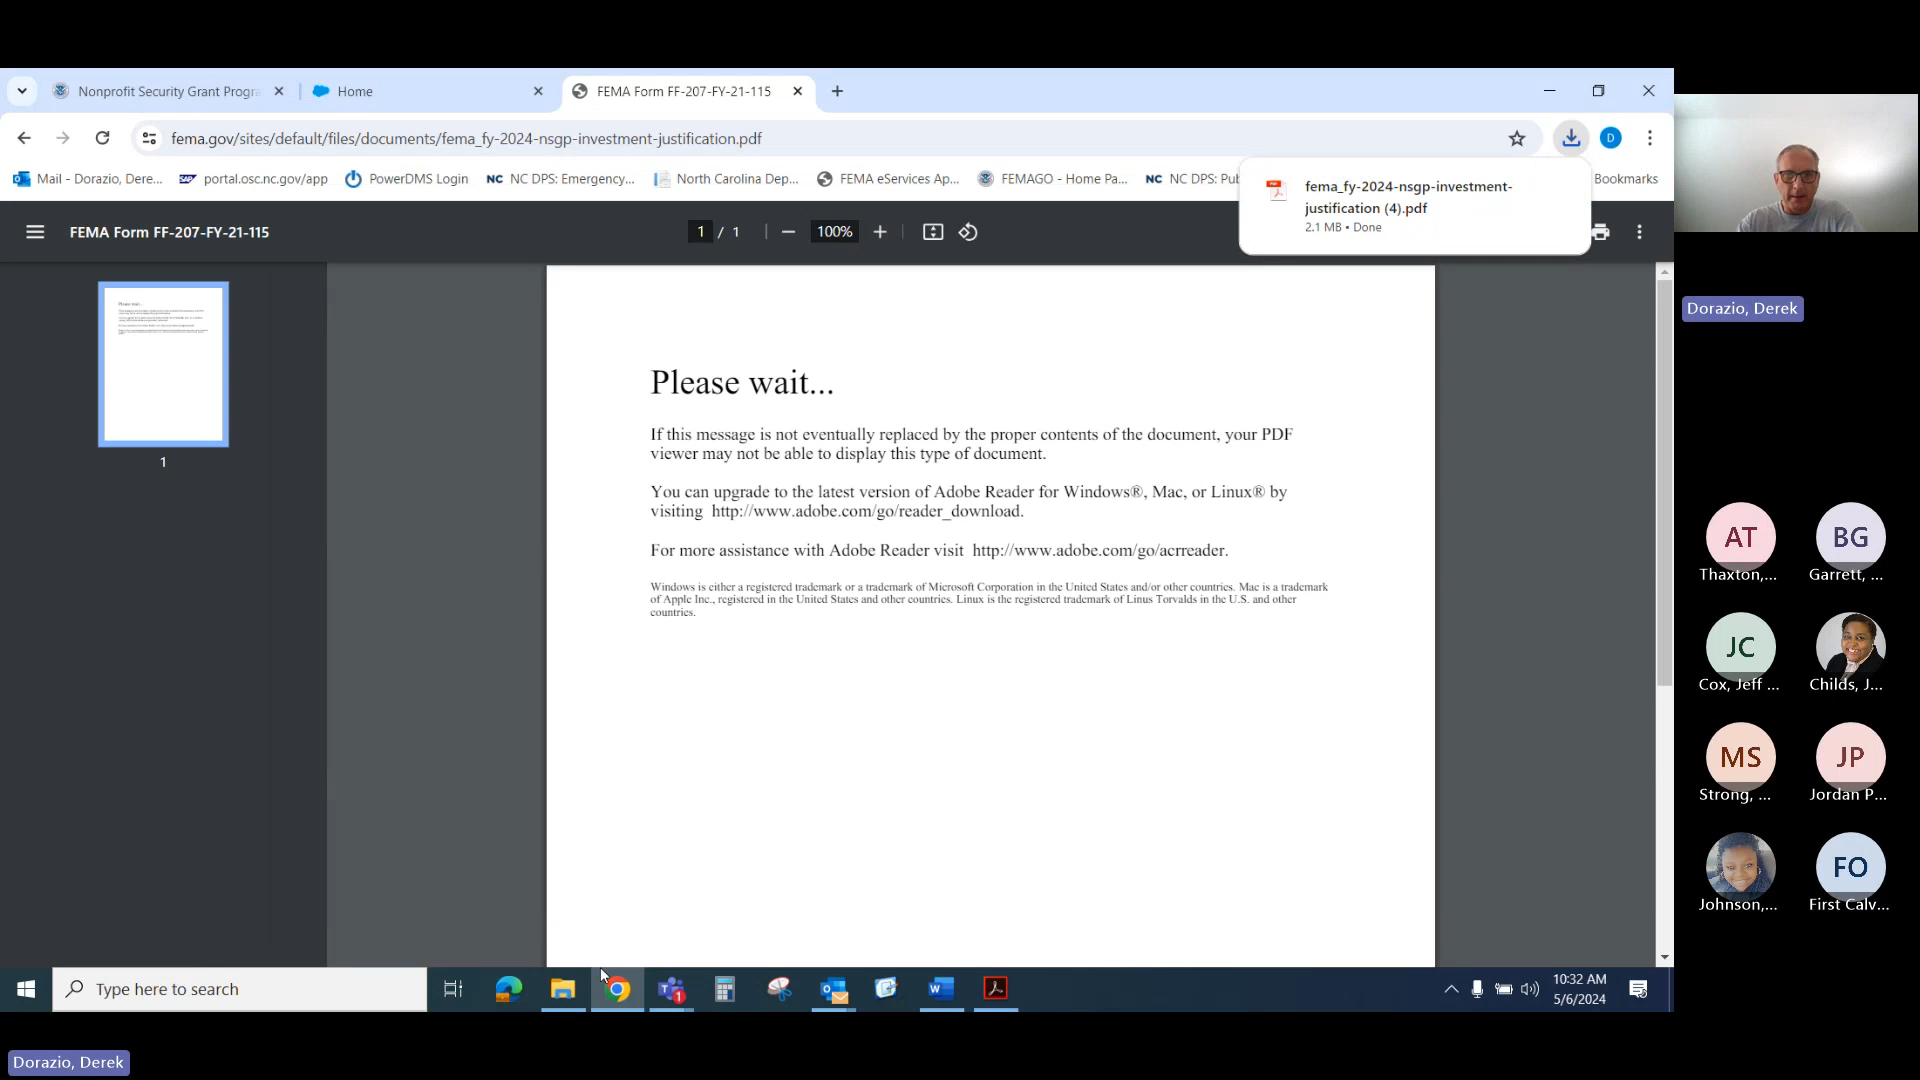 Nonprofit Security Grant Progra
Home
FEMA Form FF-207-FY-21-115
fema.gov/sites/default/files/documents/fema_fy-2024-nsgp-investment-justification.pdf
D
Mail - Dorazio, Dere...
portal.osc.nc.gov/app
PowerDMS Login
NC DPS: Emergency...
North Carolina Dep...
FEMA eServices Ap...
FEMAGO - Home Pa...
NC DPS: Pu
Bookmarks
fema_fy-2024-nsgp-investment-
justification (4).pdf
2.1 MB • Done
FEMA Form FF-207-FY-21-115
1 / 1
100%
1
Please wait...
If this message is not eventually replaced by the proper contents of the document, your PDF
viewer may not be able to display this type of document.
You can upgrade to the latest version of Adobe Reader for Windows®, Mac, or Linux® by
visiting http://www.adobe.com/go/reader_download.
For more assistance with Adobe Reader visit http://www.adobe.com/go/acrreader.
Windows is either a registered trademark or a trademark of Microsoft Corporation in the United States and/or other countries. Mac is a trademark
of Apple Inc., registered in the United States and other countries. Linux is the registered trademark of Linus Torvalds in the U.S. and other
countries.
Dorazio, Derek
AT
Thaxton,...
BG
Garrett, ...
JC
Cox, Jeff ...
Childs, J...
MS
Strong, ...
JP
Jordan P...
Johnson,...
FO
First Calv...
Type here to search
1
10:32 AM
5/6/2024
Dorazio, Derek